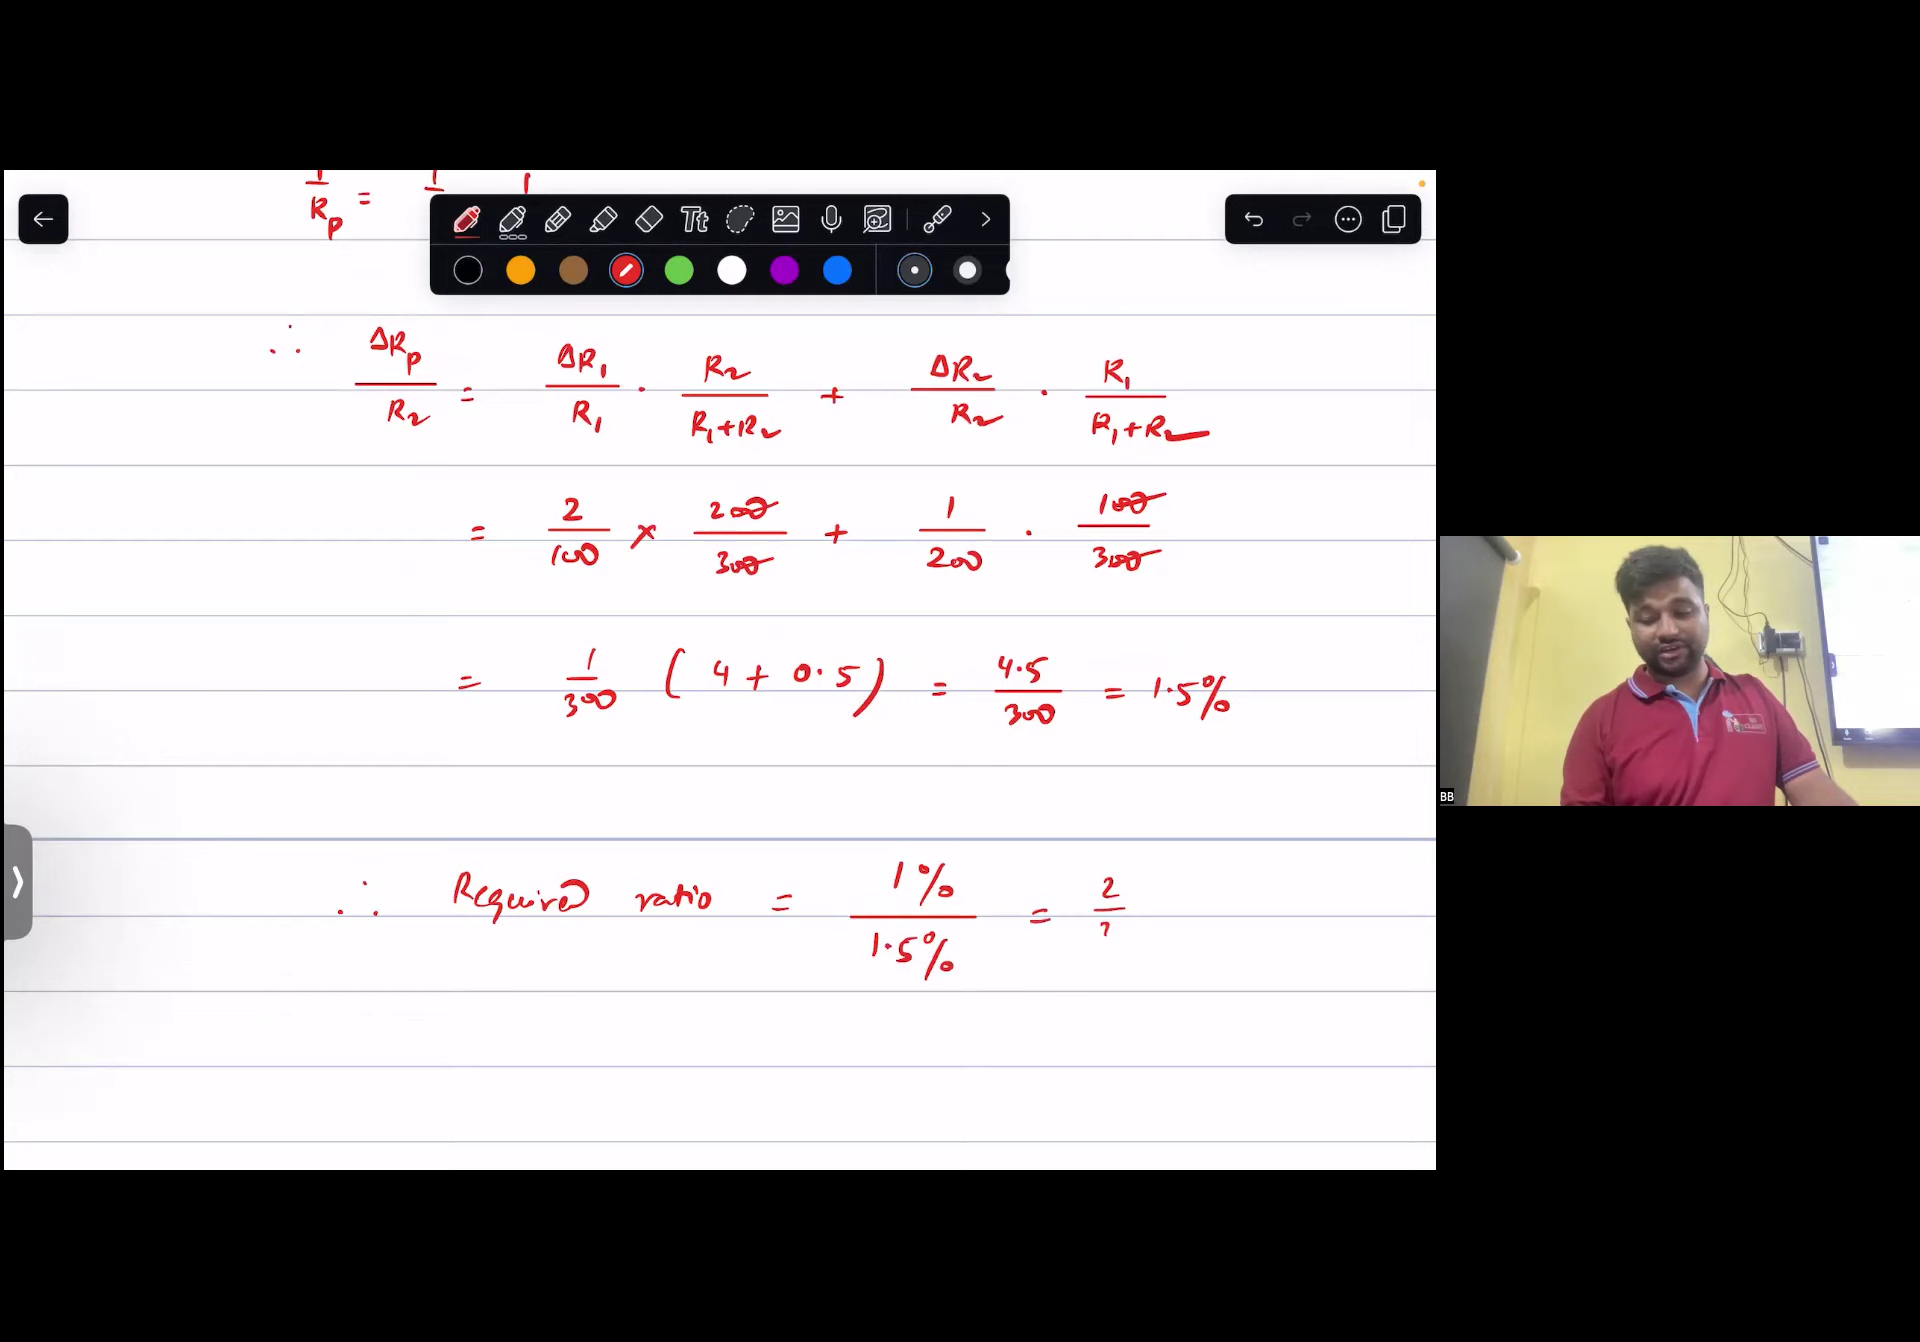 1/Rp = 1 1
Tt
∴ ΔRp/R2 = ΔR1/R1 · R2/(R1+R2) + ΔR2/R2 · R1/(R1+R2)
= 2/100 × 200/300 + 1/200 · 100/300
= 1/300 (4 + 0.5) = 4.5/300 = 1.5%
∴ Required ratio = 1%/1.5% = 2/
BB